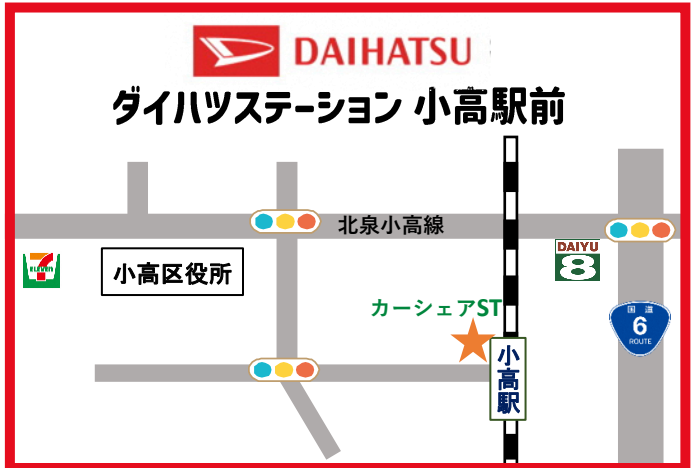 DAIHATSU
ダイハツステーション 小高駅前
北泉小高線
DAIYU
8
7
ELEVEN
小高区役所
カーシェアST
国道
6
ROUTE
小高駅